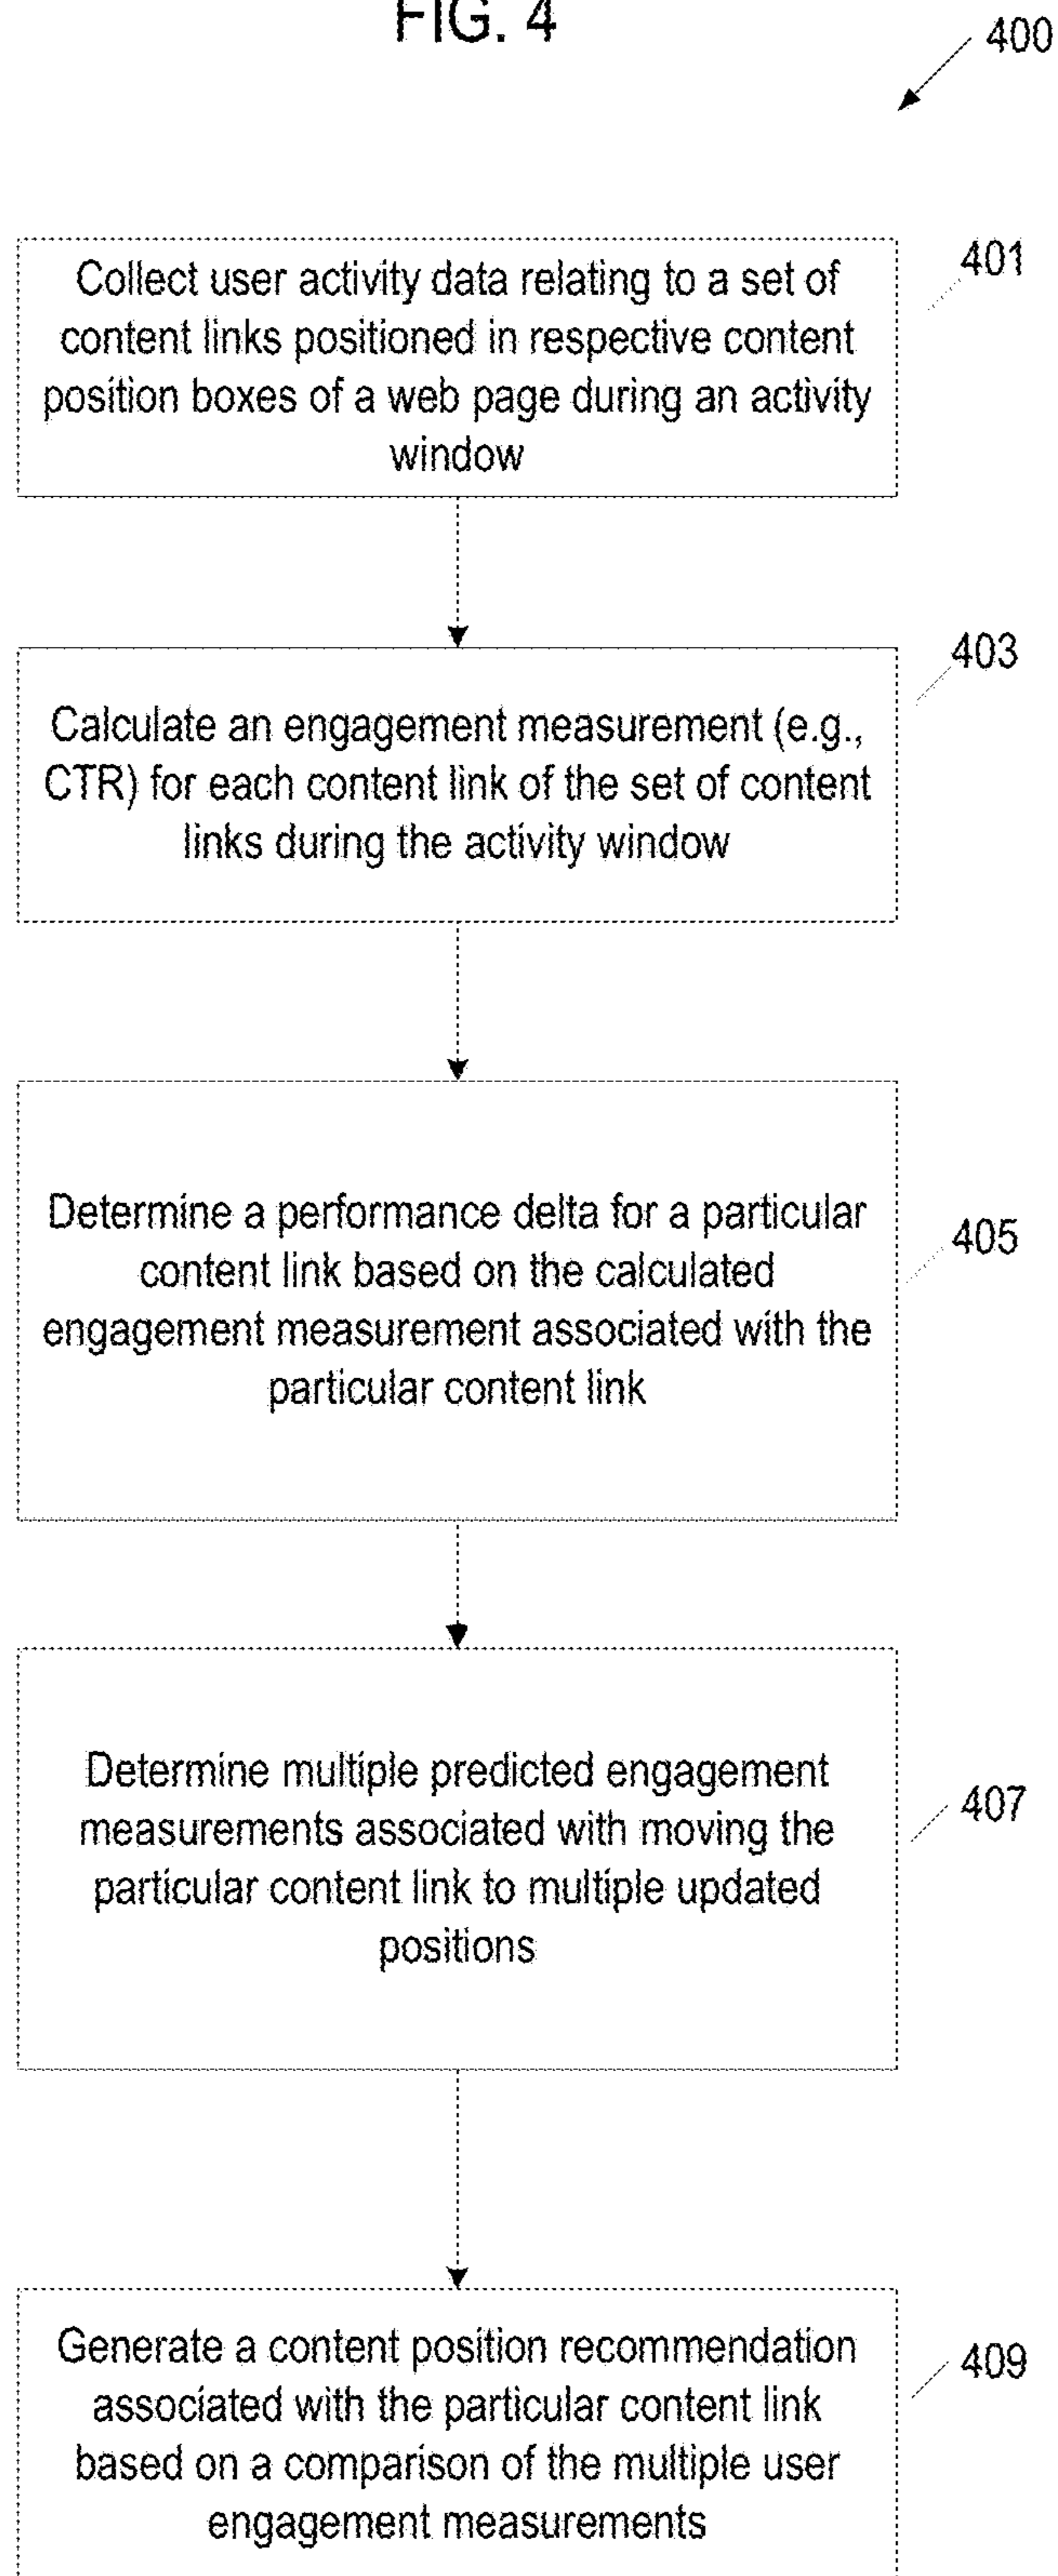 FIG. 4
400
401
Collect user activity data relating to a set of
content links positioned in respective content
position boxes of a web page during an activity
window
403
Calculate an engagement measurement (e.g.,
CTR) for each content link of the set of content
links during the activity window
405
Determine a performance delta for a particular
content link based on the calculated
engagement measurement associated with the
particular content link
407
Determine multiple predicted engagement
measurements associated with moving the
particular content link to multiple updated
positions
409
Generate a content position recommendation
associated with the particular content link
based on a comparison of the multiple user
engagement measurements